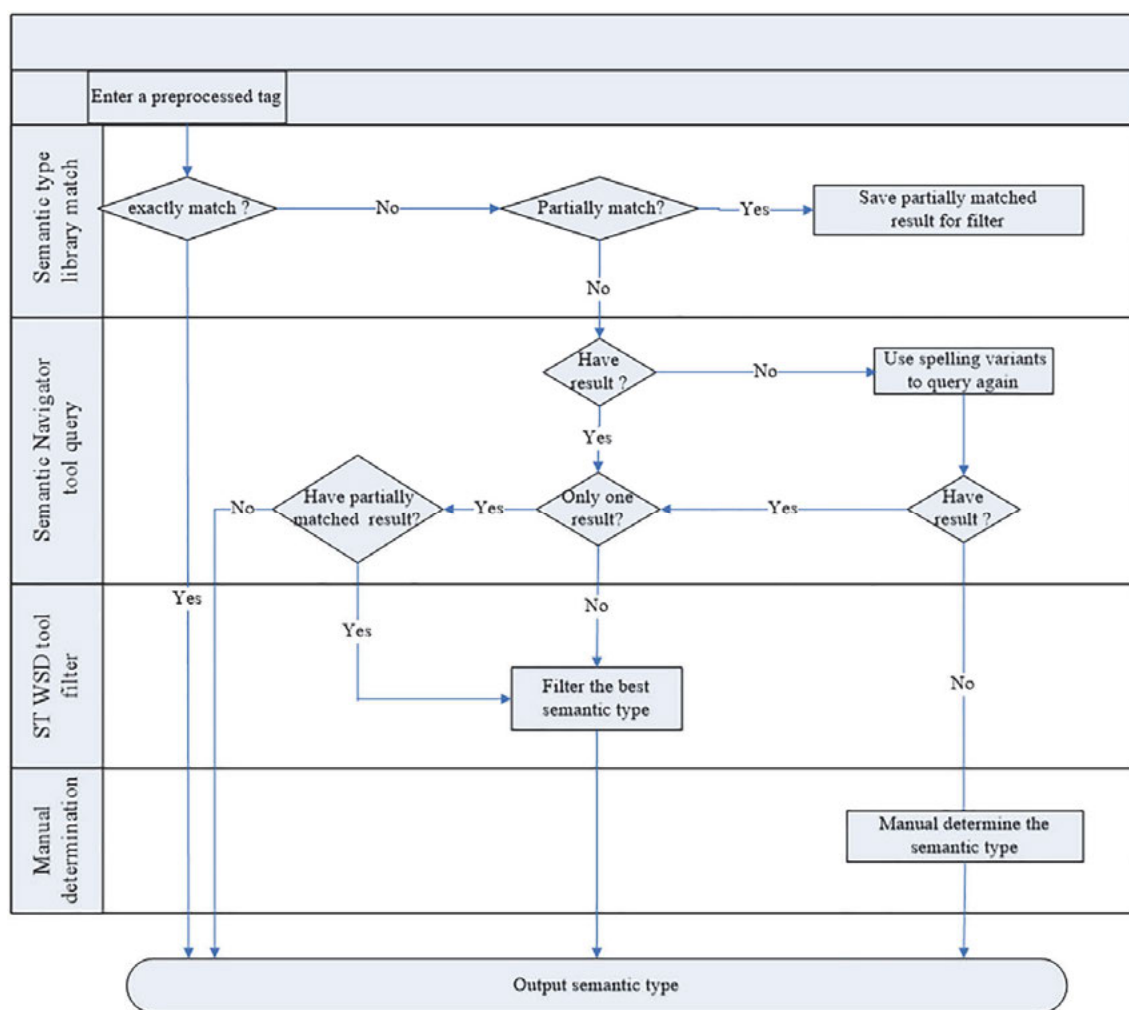 Enter a preprocessed tag
Semantic type
library match
exactly match ?
No
Partially match?
Yes
Save partially matched
result for filter
No
Semantic Navigator
tool query
Have
result ?
No
Use spelling variants
to query again
Yes
No
Have partially
matched result?
Yes
Only one
result?
Yes
Have
result ?
ST WSD tool
filter
Yes
Yes
No
Filter the best
semantic type
No
Manual
determination
Manual determine the
semantic type
Output semantic type